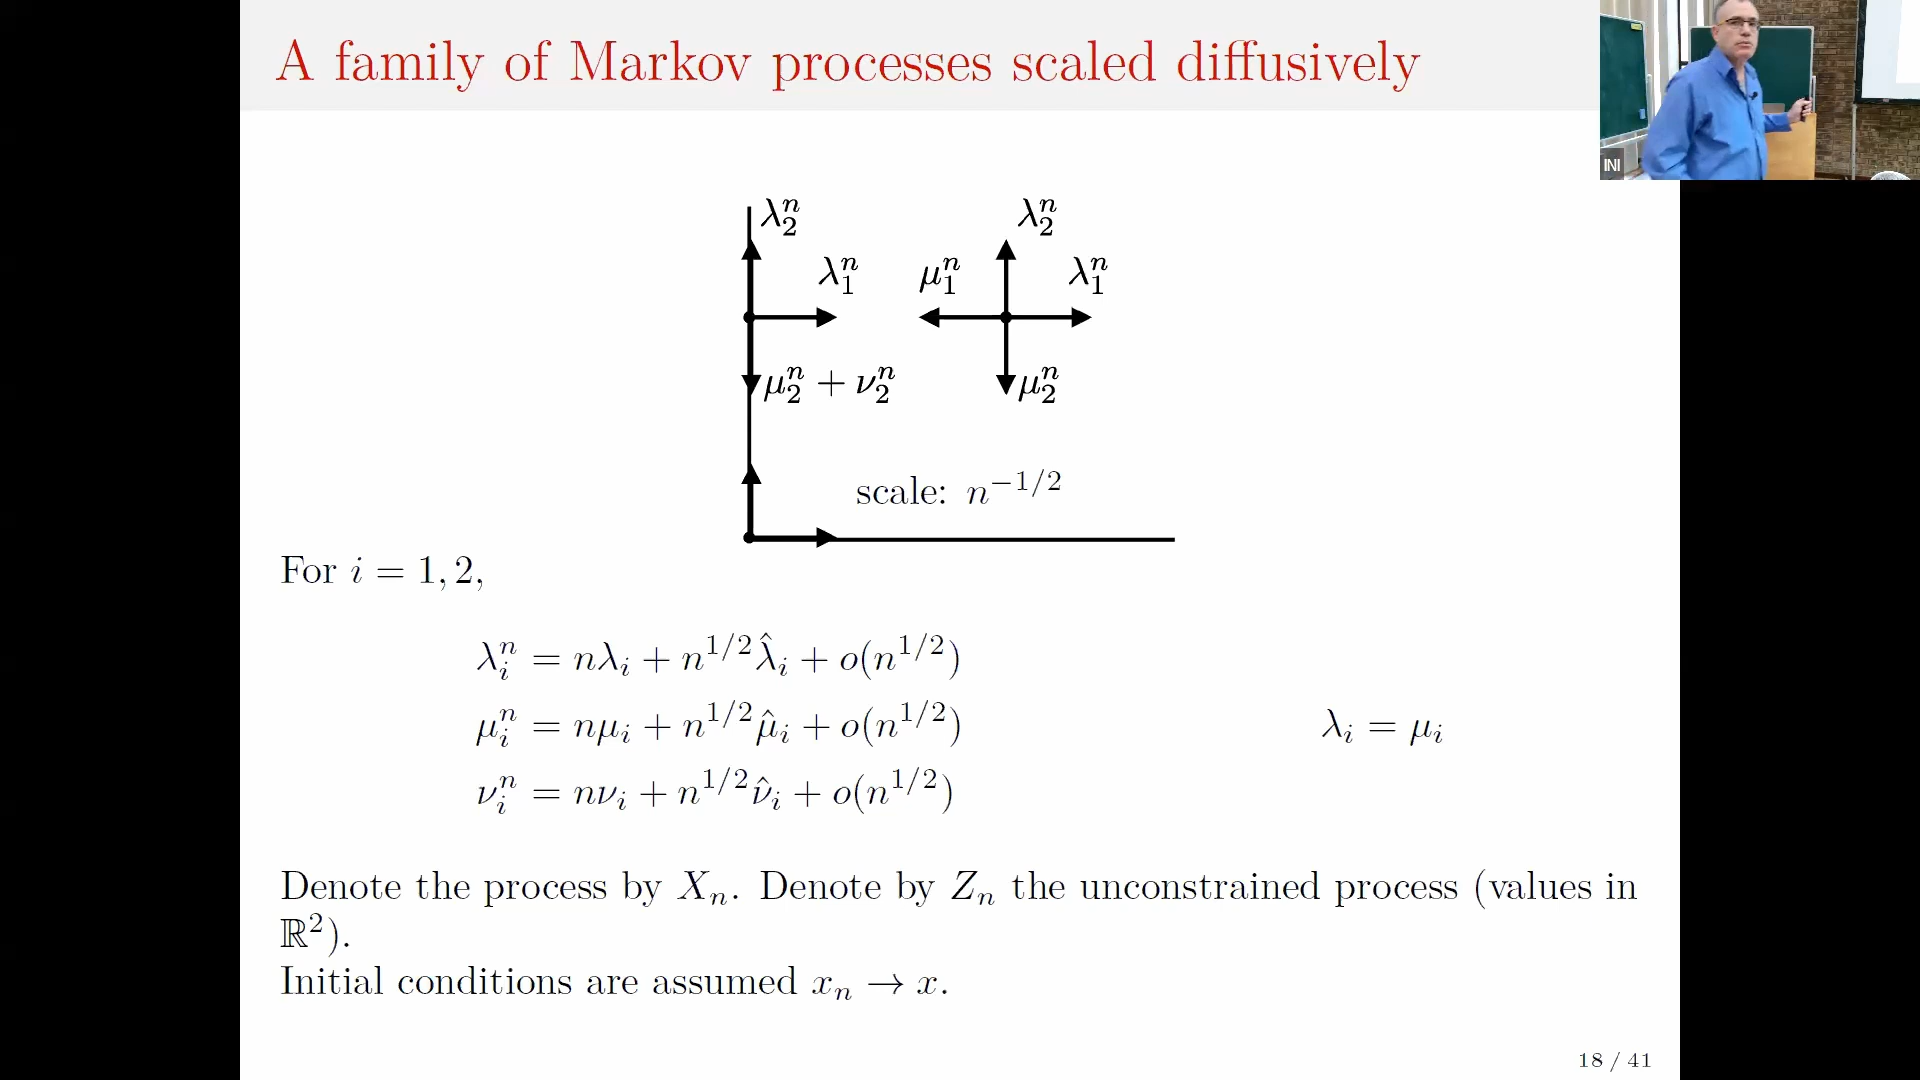 A family of Markov processes scaled diffusively
INI
λ₂ⁿ λ₂ⁿ
λ₁ⁿ μ₁ⁿ λ₁ⁿ
μ₂ⁿ + ν₂ⁿ μ₂ⁿ
scale: n^{-1/2}
For i = 1, 2,
λᵢⁿ = nλᵢ + n^{1/2}λ̂ᵢ + o(n^{1/2})
μᵢⁿ = nμᵢ + n^{1/2}μ̂ᵢ + o(n^{1/2}) λᵢ = μᵢ
νᵢⁿ = nνᵢ + n^{1/2}ν̂ᵢ + o(n^{1/2})
Denote the process by Xₙ. Denote by Zₙ the unconstrained process (values in
ℝ²).
Initial conditions are assumed xₙ → x.
18 / 41